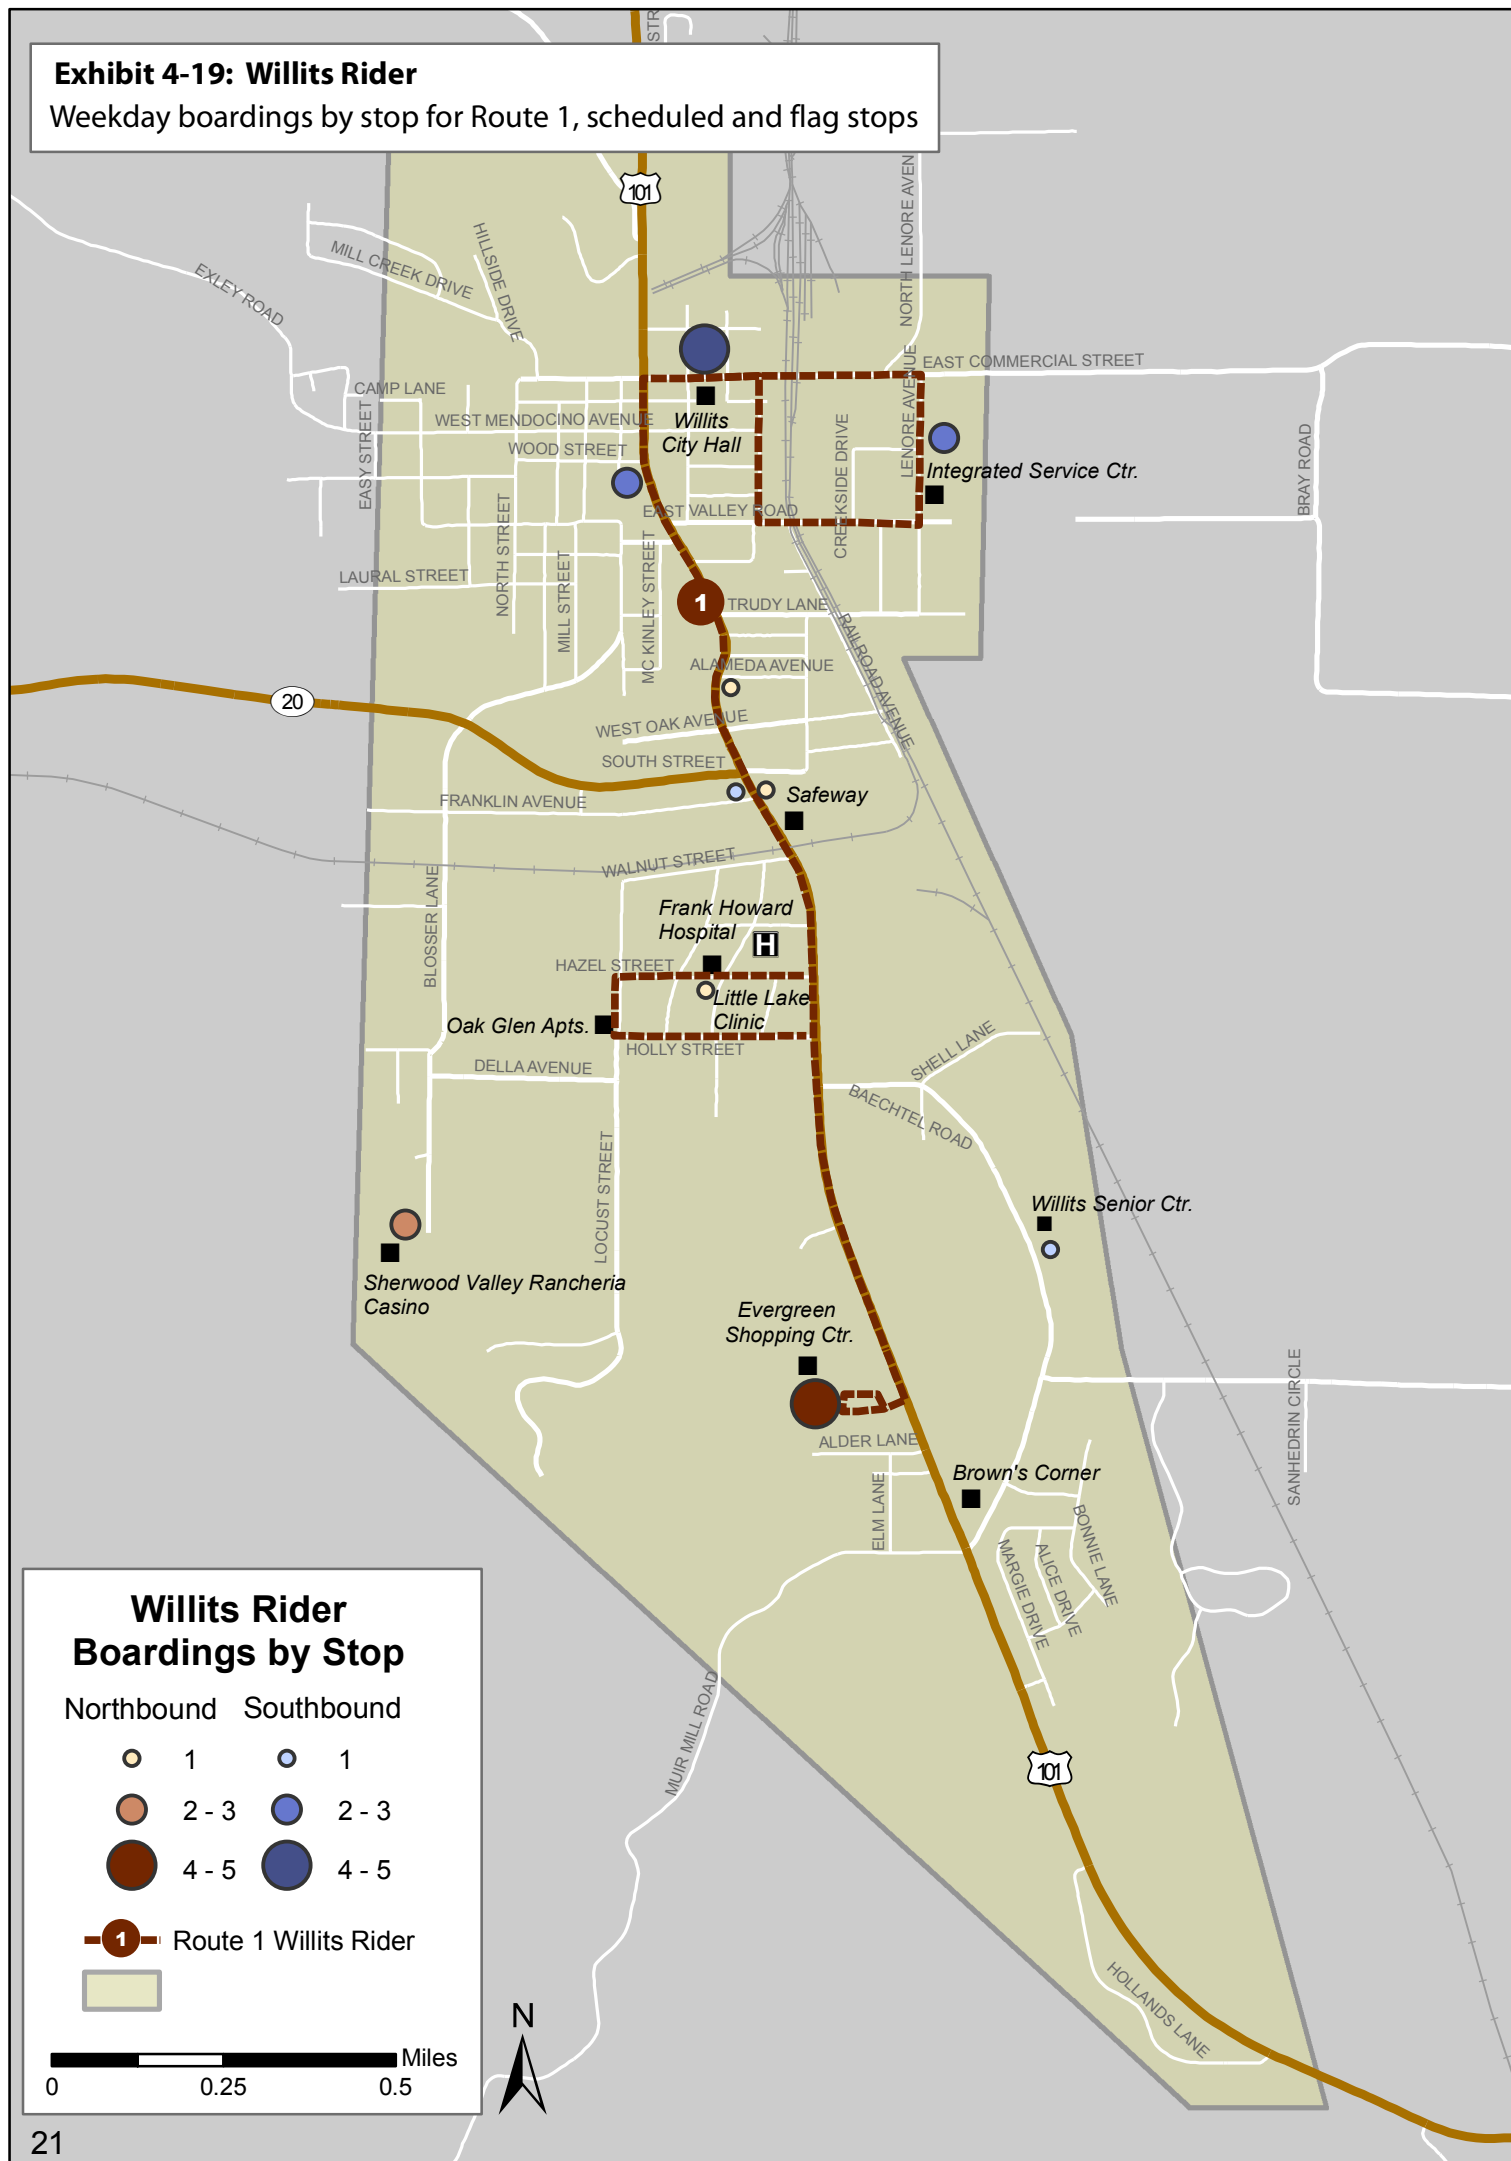 STR
Exhibit 4-19: Willits Rider
Weekday boardings by stop for Route 1, scheduled and flag stops
101
NORTH LENORE AVEN
HILLSIDE DRIVE
MILL CREEK DRIVE
EXLEY ROAD
EAST COMMERCIAL STREET
CAMP LANE
WEST MENDOCINO AVENUE
WOOD STREET
Willits
City Hall
EASY STREET
CREEKSIDE DRIVE
LENORE AVENUE
Integrated Service Ctr.
BRAY ROAD
EAST VALLEY ROAD
NORTH STREET
MILL STREET
MC KINLEY STREET
LAURAL STREET
1
TRUDY LANE
RAILROAD AVENUE
ALAMEDA AVENUE
20
WEST OAK AVENUE
SOUTH STREET
FRANKLIN AVENUE
Safeway
WALNUT STREET
BLOSSER LANE
Frank Howard
Hospital
H
HAZEL STREET
Little Lake
Clinic
Oak Glen Apts.
HOLLY STREET
DELLA AVENUE
SHELL LANE
BAECHTEL ROAD
LOCUST STREET
Willits Senior Ctr.
Sherwood Valley Rancheria
Casino
Evergreen
Shopping Ctr.
SANHEDRIN CIRCLE
ALDER LANE
Brown's Corner
ELM LANE
BONNIE LANE
ALICE DRIVE
MARGIE DRIVE
MUIR MILL ROAD
101
HOLLANDS LANE
Willits Rider
Boardings by Stop
Northbound Southbound
1 1
2 - 3 2 - 3
4 - 5 4 - 5
1 Route 1 Willits Rider
Miles
0 0.25 0.5
N
21